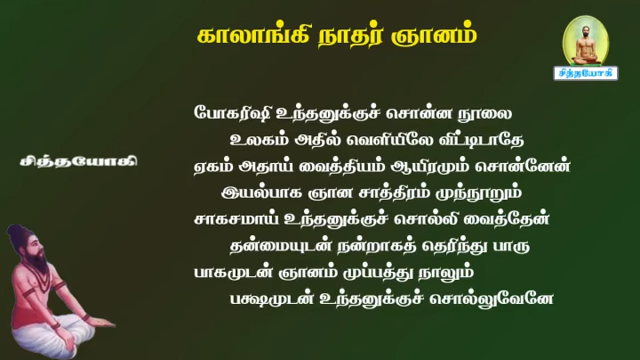 காலாங்கி நாதர் ஞானம்
சித்தயோகி
போகரிஷி உந்தனுக்குச் சொன்ன நூலை
உலகம் அதில் வெளியிலே விட்டிடாதே
ஏகம் அதாய் வைத்தியம் ஆயிரமும் சொன்னேன்
இயல்பாக ஞான சாத்திரம் முந்நூறும்
சாகசமாய் உந்தனுக்குச் சொல்லி வைத்தேன்
தன்மையுடன் நன்றாகத் தெரிந்து பாரு
பாகமுடன் ஞானம் முப்பத்து நாலும்
பக்ஷமுடன் உந்தனுக்குச் சொல்லுவேனே
சித்தயோகி